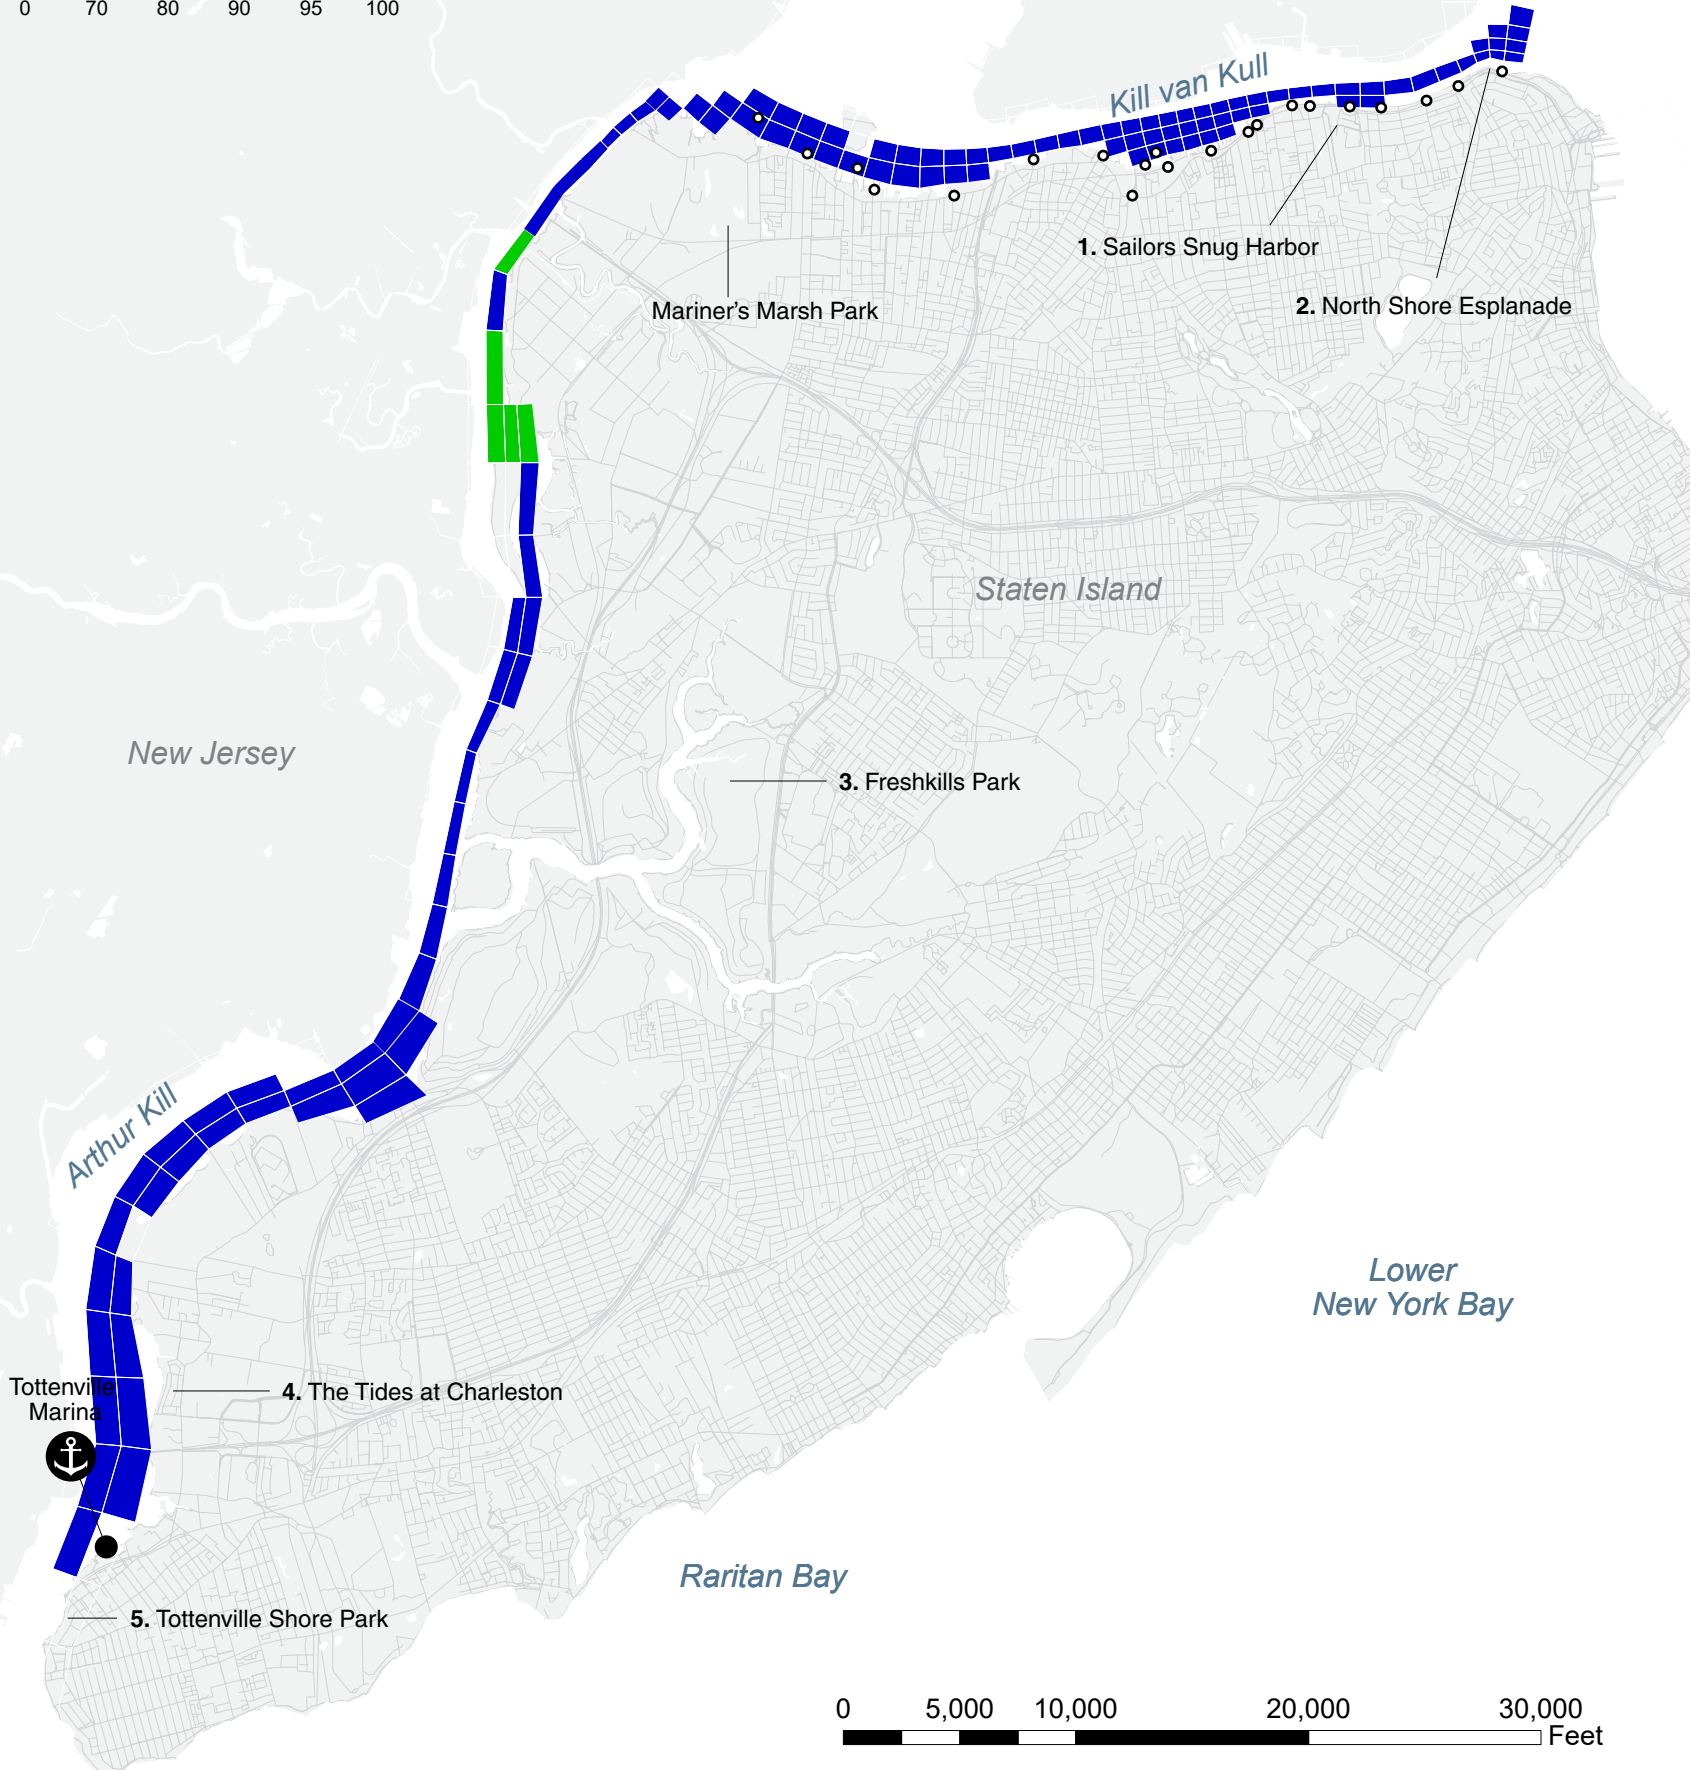 0 70 80 90 95 100
Kill van Kull
1. Sailors Snug Harbor
Mariner’s Marsh Park
2. North Shore Esplanade
Staten Island
New Jersey
3. Freshkills Park
Arthur Kill
Lower
New York Bay
Tottenville
Marina
4. The Tides at Charleston
Raritan Bay
5. Tottenville Shore Park
0 5,000 10,000 20,000 30,000
Feet